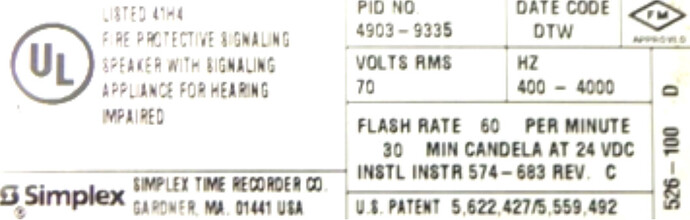 LISTED 41H4
FIRE PROTECTIVE SIGNALING
SPEAKER WITH SIGNALING
APPLIANCE FOR HEARING
IMPAIRED
UL
®
Simplex
®
SIMPLEX TIME RECORDER CO.
GARDNER, MA. 01441 USA
PID NO
4903-9335
DATE CODE
DTW
FM
APPROVED
VOLTS RMS
70
HZ
400 - 4000
FLASH RATE 60 PER MINUTE
30 MIN CANDELA AT 24 VDC
INSTL INSTR 574-683 REV. C
U.S. PATENT 5,622,427/5,559,492
526-100 D